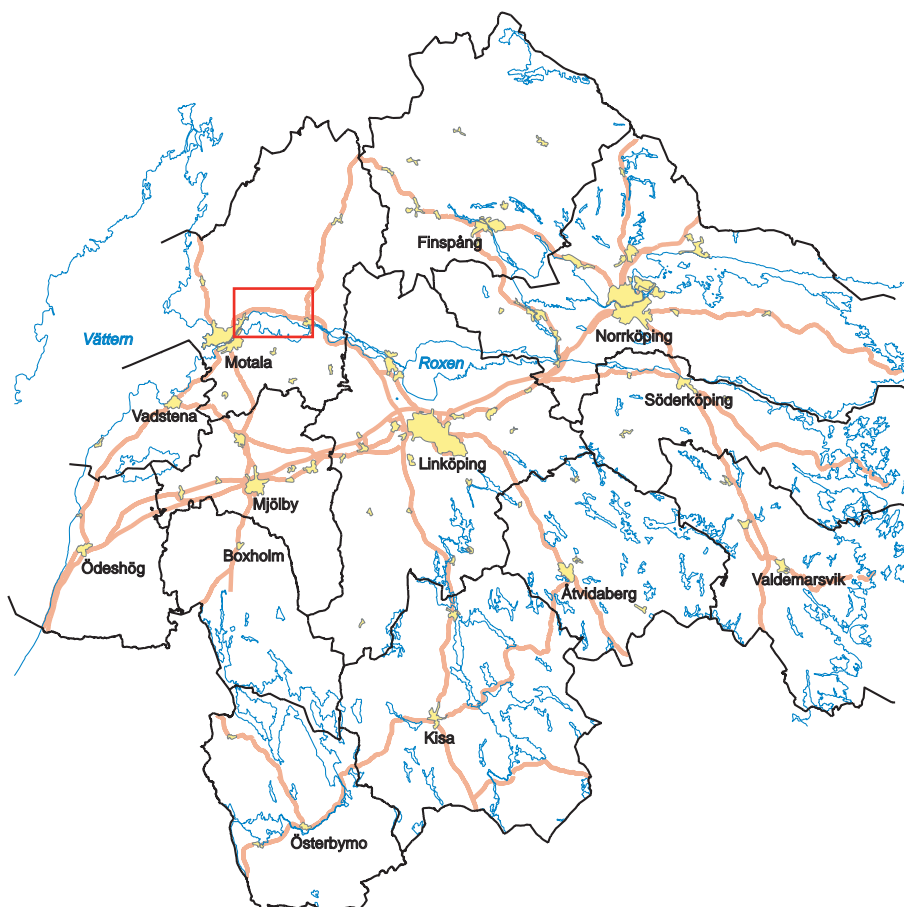 Finspång
Norrköping
Vättern
Motala
Roxen
Vadstena
Söderköping
Linköping
Mjölby
Boxholm
Ödeshög
Åtvidaberg
Valdemarsvik
Kisa
Österbymo